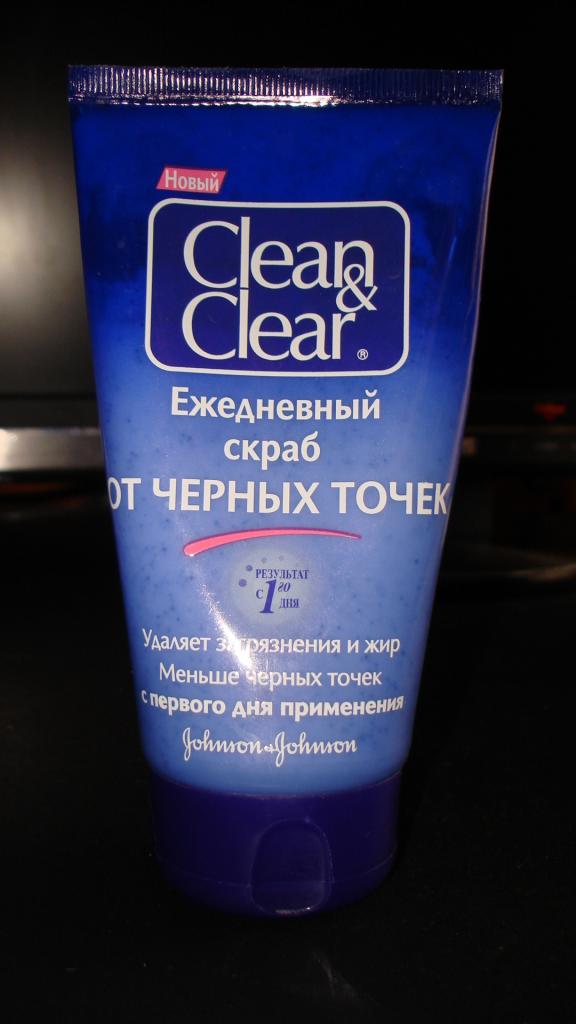 Новый
Clean
&
Clear®
Ежедневный
скраб
ОТ ЧЕРНЫХ ТОЧЕК
РЕЗУЛЬТАТ
С 1го ДНЯ
Удаляет загрязнения и жир
Меньше черных точек
с первого дня применения
Johnson & Johnson